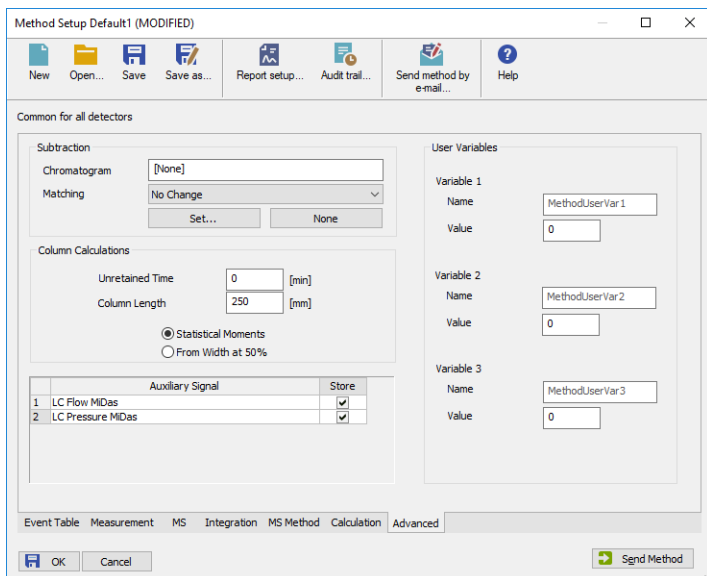 Method Setup Default1 (MODIFIED)
New Open... Save Save as... Report setup... Audit trail... Send method by e-mail... Help
Common for all detectors
Subtraction
Chromatogram [None]
Matching No Change
Set... None
Column Calculations
Unretained Time 0 [min]
Column Length 250 [mm]
Statistical Moments
From Width at 50%
Auxiliary Signal Store
1 LC Flow MiDas
2 LC Pressure MiDas
User Variables
Variable 1
Name MethodUserVar1
Value 0
Variable 2
Name MethodUserVar2
Value 0
Variable 3
Name MethodUserVar3
Value 0
Event Table Measurement MS Integration MS Method Calculation Advanced
OK Cancel Send Method